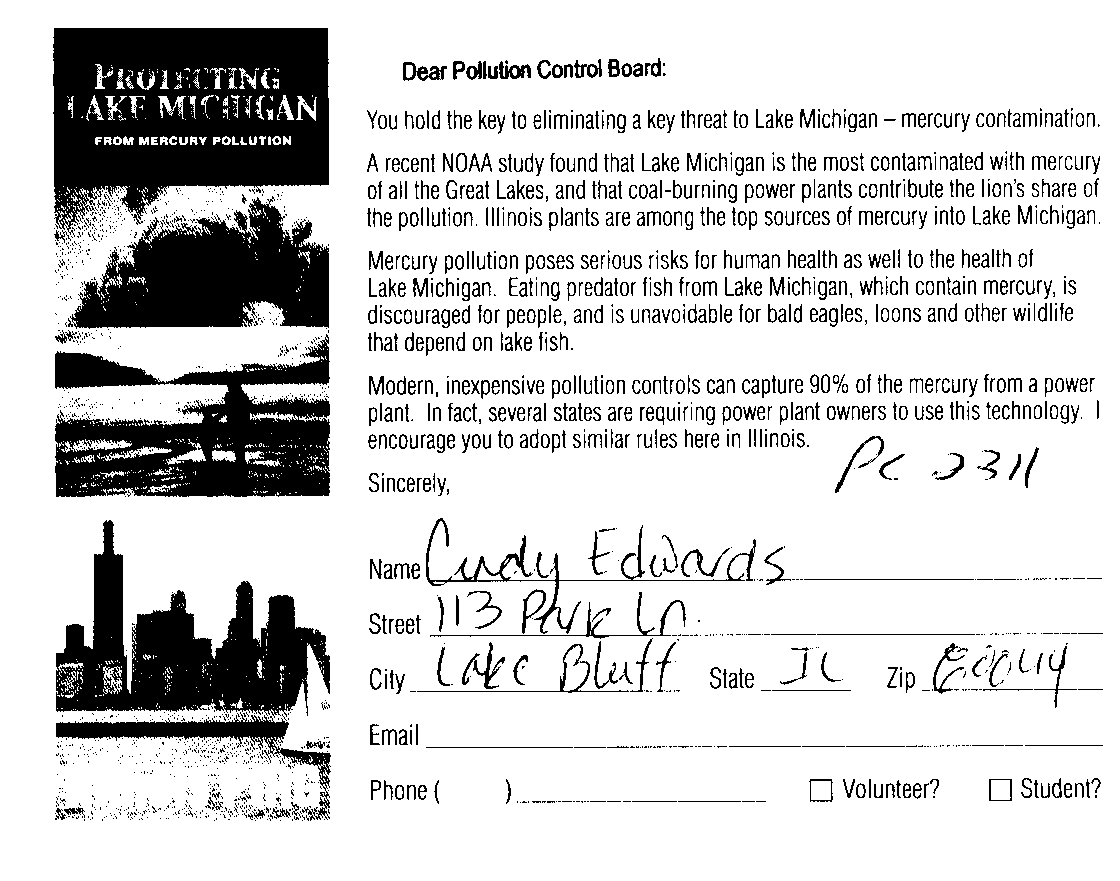 PROTECTING
LAKE MICHIGAN
FROM MERCURY POLLUTION
Dear Pollution Control Board:
You hold the key to eliminating a key threat to Lake Michigan – mercury contamination.
A recent NOAA study found that Lake Michigan is the most contaminated with mercury
of all the Great Lakes, and that coal-burning power plants contribute the lion's share of
the pollution. Illinois plants are among the top sources of mercury into Lake Michigan.
Mercury pollution poses serious risks for human health as well to the health of
Lake Michigan. Eating predator fish from Lake Michigan, which contain mercury, is
discouraged for people, and is unavoidable for bald eagles, loons and other wildlife
that depend on lake fish.
Modern, inexpensive pollution controls can capture 90% of the mercury from a power
plant. In fact, several states are requiring power plant owners to use this technology. I
encourage you to adopt similar rules here in Illinois.
PC 2311
Sincerely,
Name Cindy Edwards
Street 113 Park Ln.
City Lake Bluff State IL Zip 60044
Email
Phone ( ) Volunteer? Student?